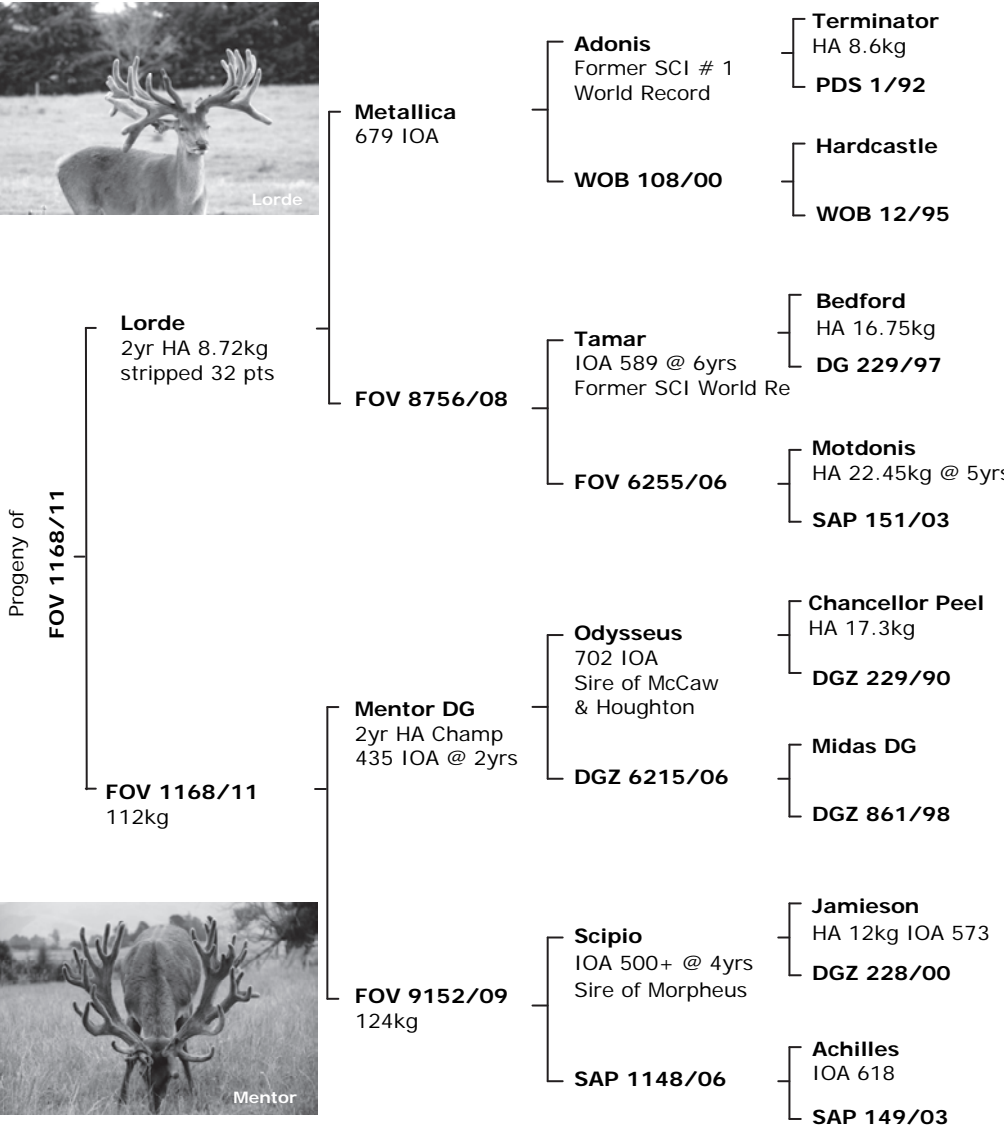 Lorde
Progeny of
FOV 1168/11
Lorde
2yr HA 8.72kg
stripped 32 pts
FOV 1168/11
112kg
Mentor
Metallica
679 IOA
FOV 8756/08
Mentor DG
2yr HA Champ
435 IOA @ 2yrs
FOV 9152/09
124kg
Adonis
Former SCI # 1
World Record
WOB 108/00
Tamar
IOA 589 @ 6yrs
Former SCI World Re
FOV 6255/06
Odysseus
702 IOA
Sire of McCaw
& Houghton
DGZ 6215/06
Scipio
IOA 500+ @ 4yrs
Sire of Morpheus
SAP 1148/06
Terminator
HA 8.6kg
PDS 1/92
Hardcastle
WOB 12/95
Bedford
HA 16.75kg
DG 229/97
Motdonis
HA 22.45kg @ 5yrs
SAP 151/03
Chancellor Peel
HA 17.3kg
DGZ 229/90
Midas DG
DGZ 861/98
Jamieson
HA 12kg IOA 573
DGZ 228/00
Achilles
IOA 618
SAP 149/03